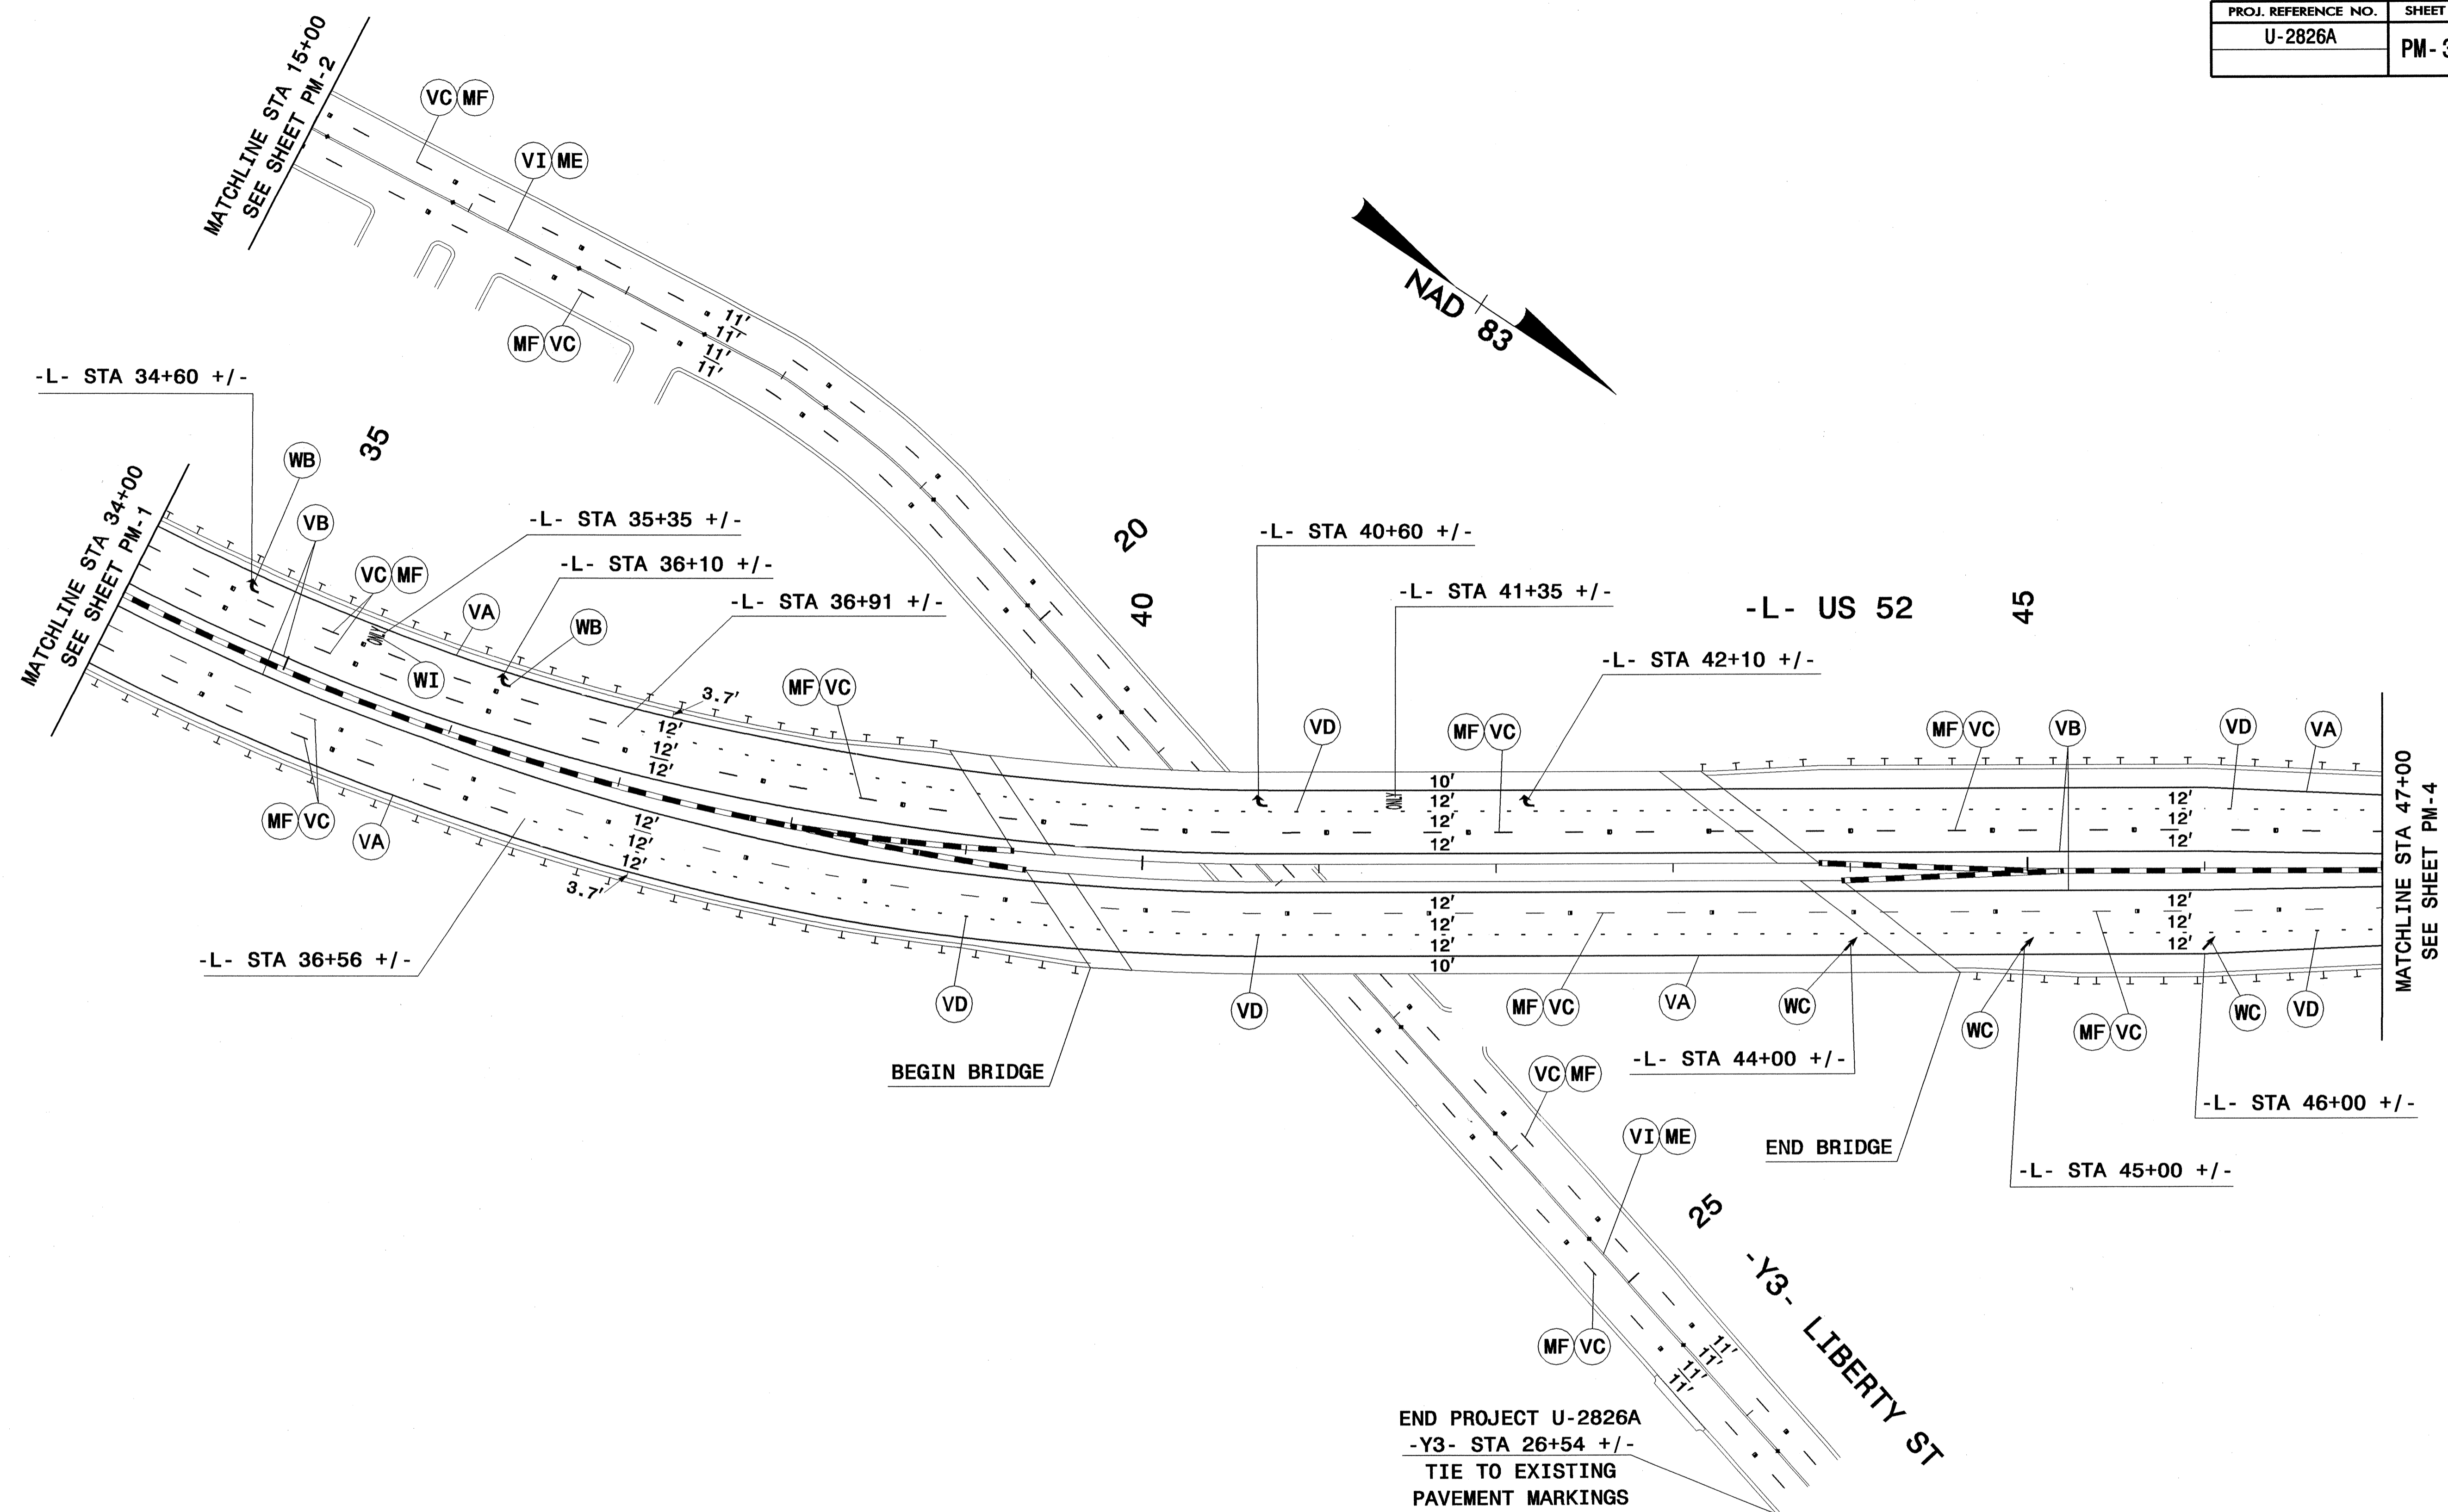 PROJ. REFERENCE NO.
SHEET
U-2826A
PM-3
MATCHLINE STA 15+00
SEE SHEET PM-2
VC MF
VI ME
MF VC
11'
11'
11'
11'
NAD 83
-L- STA 34+60 +/-
35
WB
VB
VC MF
-L- STA 35+35 +/-
-L- STA 36+10 +/-
-L- STA 36+91 +/-
VA
WB
ONLY
WI
MATCHLINE STA 34+00
SEE SHEET PM-1
3.7'
12'
12'
12'
MF VC
20
40
-L- STA 40+60 +/-
-L- STA 41+35 +/-
-L- US 52
45
-L- STA 42+10 +/-
VD
MF VC
MF VC
VB
VD
VA
10'
12'
12'
12'
ONLY
12'
12'
12'
MATCHLINE STA 47+00
SEE SHEET PM-4
MF VC
VA
12'
12'
12'
3.7'
-L- STA 36+56 +/-
VD
VD
12'
12'
12'
10'
12'
12'
12'
MF VC
VA
WC
WC
MF VC
WC
VD
BEGIN BRIDGE
-L- STA 44+00 +/-
-L- STA 46+00 +/-
END BRIDGE
-L- STA 45+00 +/-
VC MF
VI ME
25
-Y3- LIBERTY ST
MF VC
11'
11'
11'
11'
END PROJECT U-2826A
-Y3- STA 26+54 +/-
TIE TO EXISTING
PAVEMENT MARKINGS